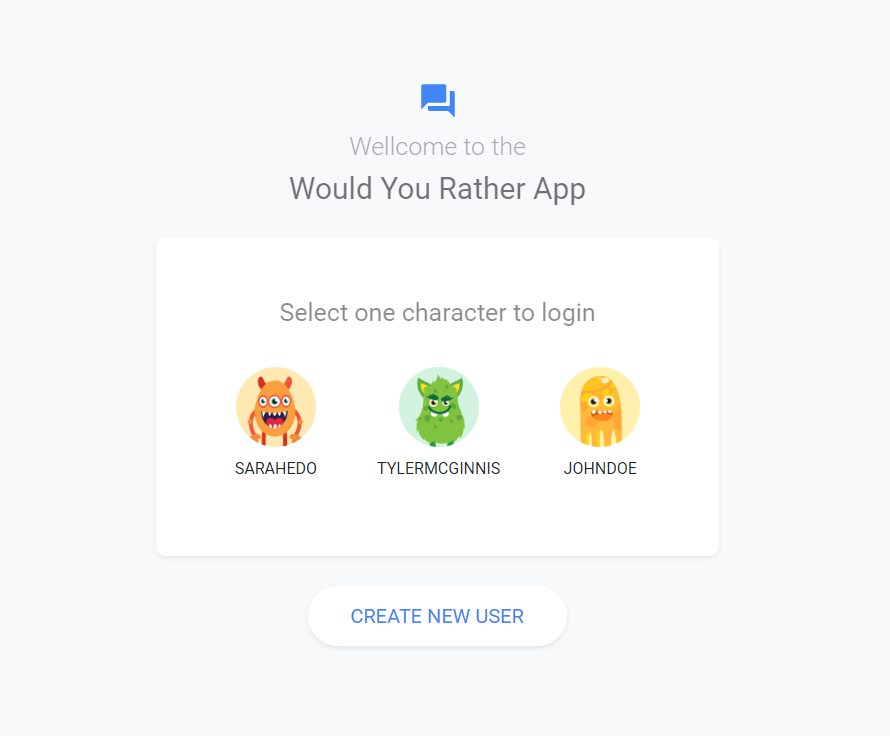 Wellcome to the
Would You Rather App
Select one character to login
SARAHEDO TYLERMCGINNIS JOHNDOE
CREATE NEW USER